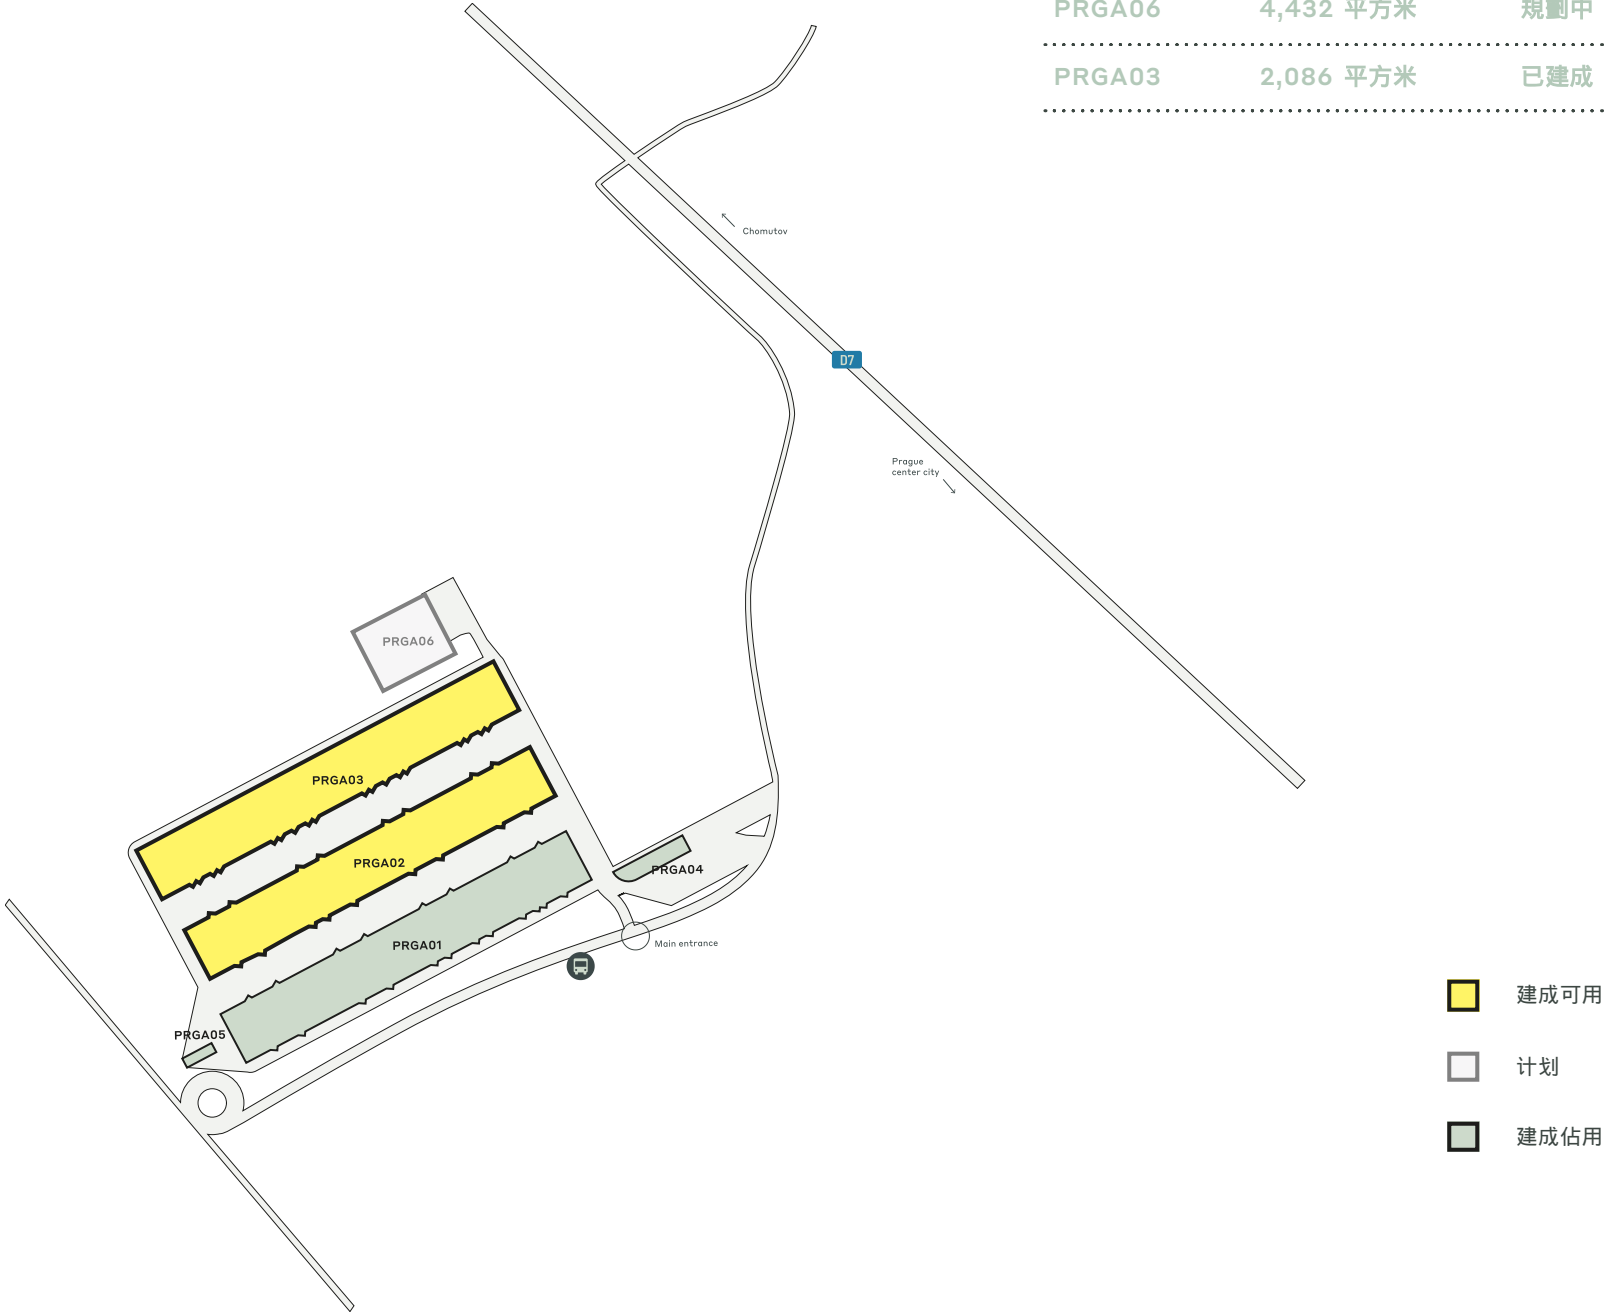 PRGA06 4,432 平方米 規劃中
PRGA03 2,086 平方米 已建成
Chomutov
D7
Prague
center city
PRGA06
PRGA03
PRGA02
PRGA04
PRGA01
Main entrance
PRGA05
建成可用
计划
建成佔用